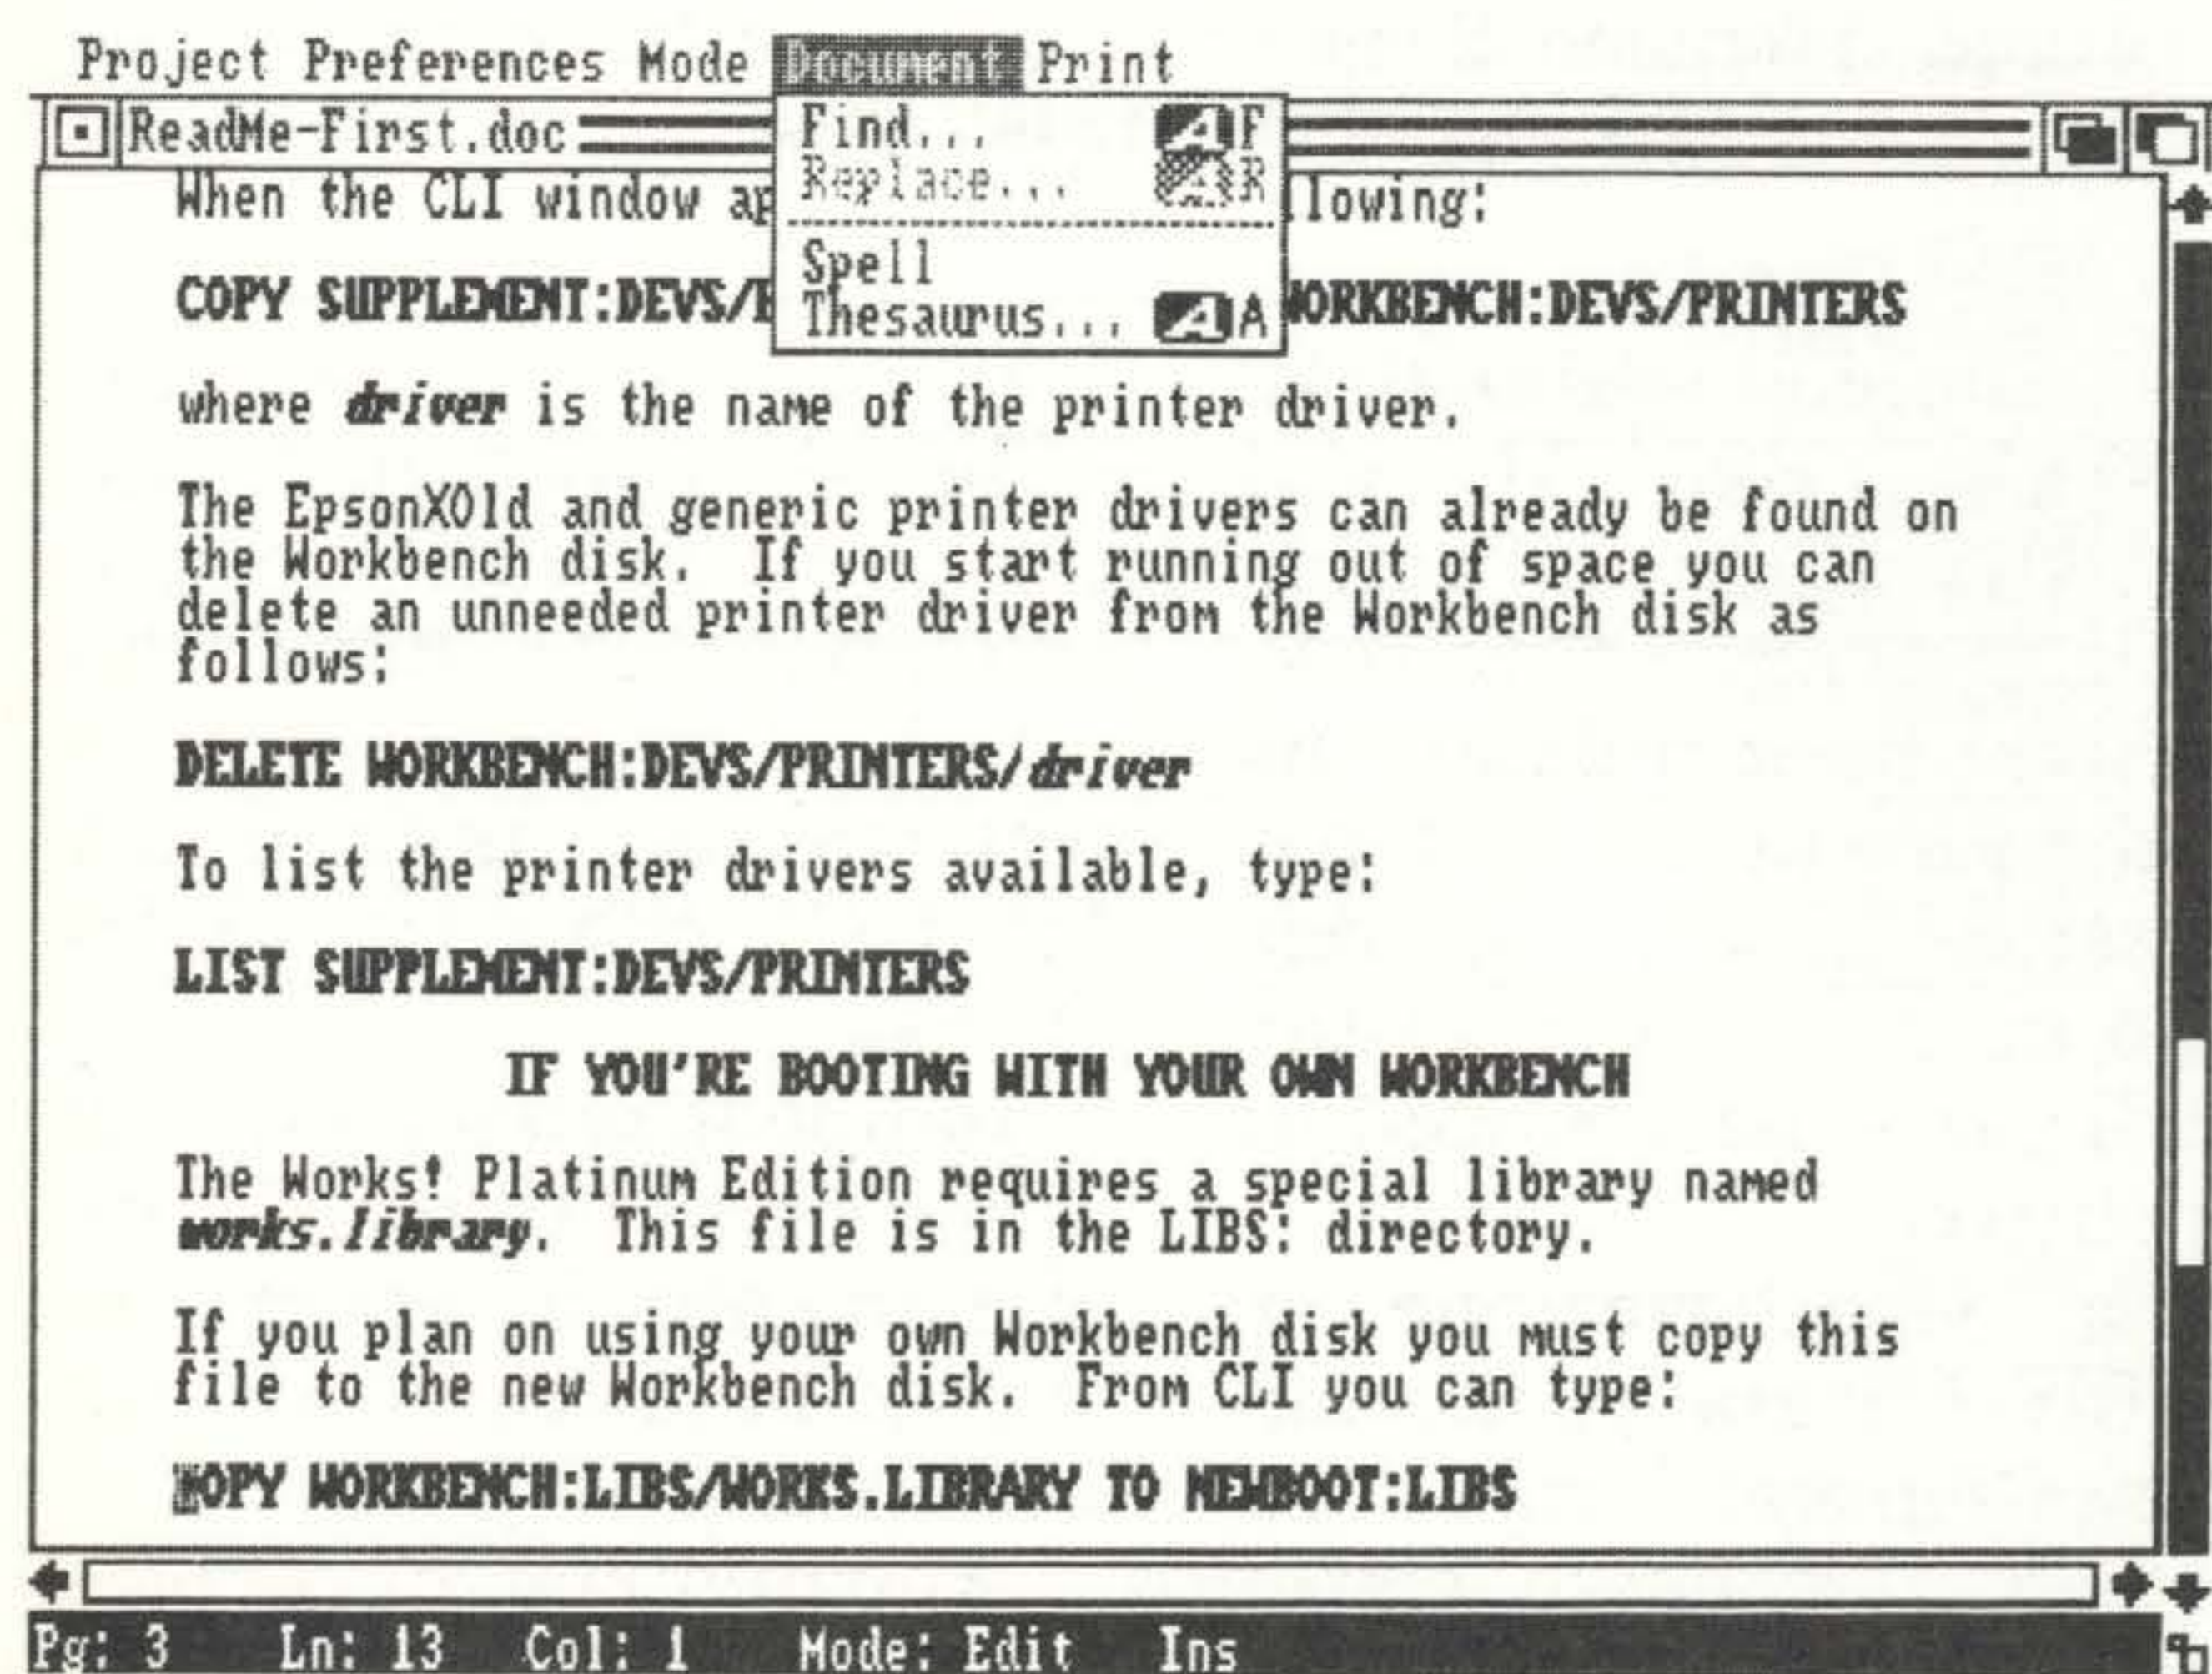 Project Preferences Mode Document Print
ReadMe-First.doc
Find... A F
Replace... A R
Spell
Thesaurus... A A
When the CLI window ap lowing:
COPY SUPPLEMENT:DEVS/ WORKBENCH:DEVS/PRINTERS
where driver is the name of the printer driver.
The EpsonXOld and generic printer drivers can already be found on
the Workbench disk.  If you start running out of space you can
delete an unneeded printer driver from the Workbench disk as
follows:
DELETE WORKBENCH:DEVS/PRINTERS/driver
To list the printer drivers available, type:
LIST SUPPLEMENT:DEVS/PRINTERS
IF YOU'RE BOOTING WITH YOUR OWN WORKBENCH
The Works! Platinum Edition requires a special library named
works.library.  This file is in the LIBS: directory.
If you plan on using your own Workbench disk you must copy this
file to the new Workbench disk.  From CLI you can type:
COPY WORKBENCH:LIBS/WORKS.LIBRARY TO NEWBOOT:LIBS
Pg: 3 Ln: 13 Col: 1 Mode: Edit Ins